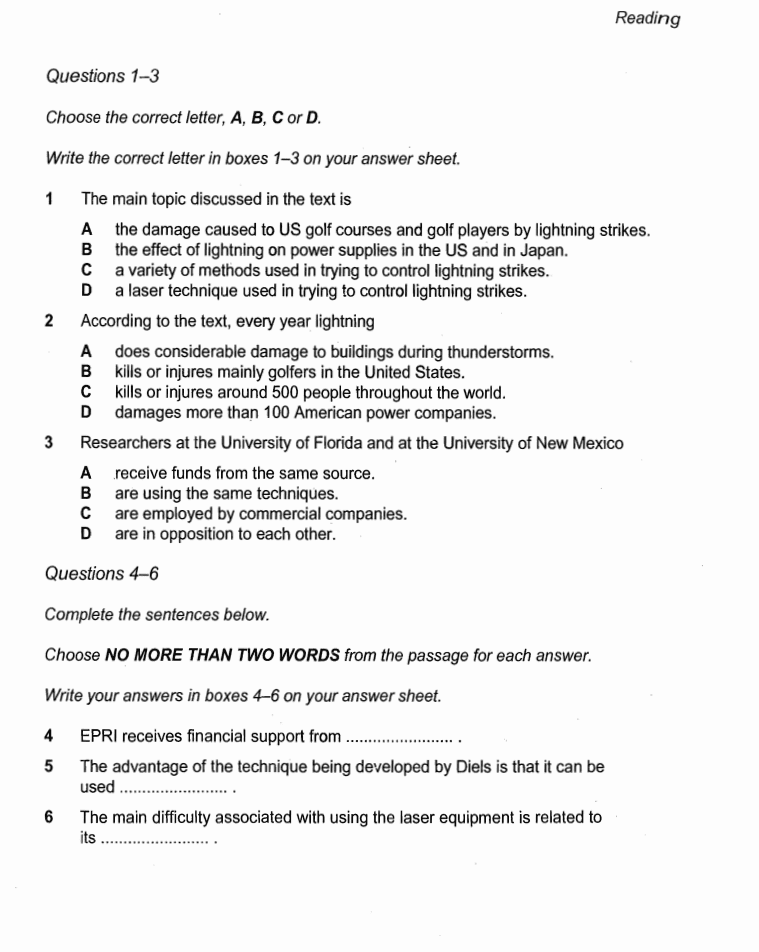 Reading
Questions 1–3
Choose the correct letter, A, B, C or D.
Write the correct letter in boxes 1–3 on your answer sheet.
1 The main topic discussed in the text is
A the damage caused to US golf courses and golf players by lightning strikes.
B the effect of lightning on power supplies in the US and in Japan.
C a variety of methods used in trying to control lightning strikes.
D a laser technique used in trying to control lightning strikes.
2 According to the text, every year lightning
A does considerable damage to buildings during thunderstorms.
B kills or injures mainly golfers in the United States.
C kills or injures around 500 people throughout the world.
D damages more than 100 American power companies.
3 Researchers at the University of Florida and at the University of New Mexico
A receive funds from the same source.
B are using the same techniques.
C are employed by commercial companies.
D are in opposition to each other.
Questions 4–6
Complete the sentences below.
Choose NO MORE THAN TWO WORDS from the passage for each answer.
Write your answers in boxes 4–6 on your answer sheet.
4 EPRI receives financial support from ........................ .
5 The advantage of the technique being developed by Diels is that it can be
used ........................ .
6 The main difficulty associated with using the laser equipment is related to
its ........................ .